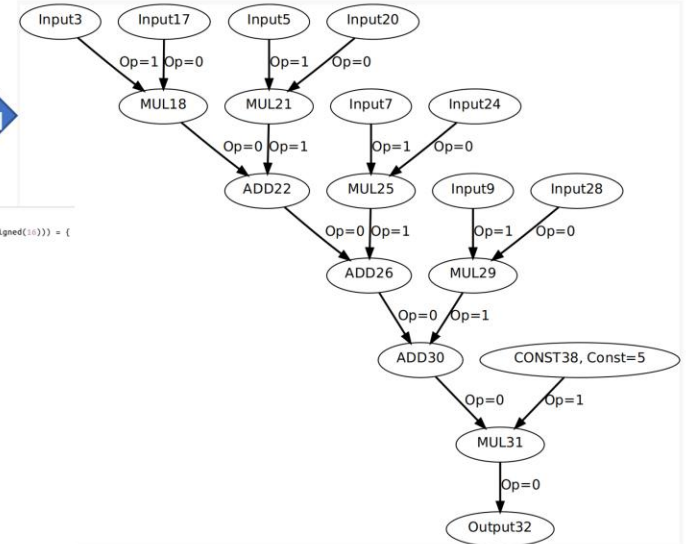 Input3 Input17 Input5 Input20
Op=1 Op=0 Op=1 Op=0
MUL18 MUL21 Input7 Input24
Op=0 Op=1 Op=1 Op=0
ADD22 MUL25 Input9 Input28
igned(16))) = {
Op=0 Op=1 Op=1 Op=0
ADD26 MUL29
Op=0 Op=1
ADD30 CONST38, Const=5
Op=0 Op=1
MUL31
Op=0
Output32